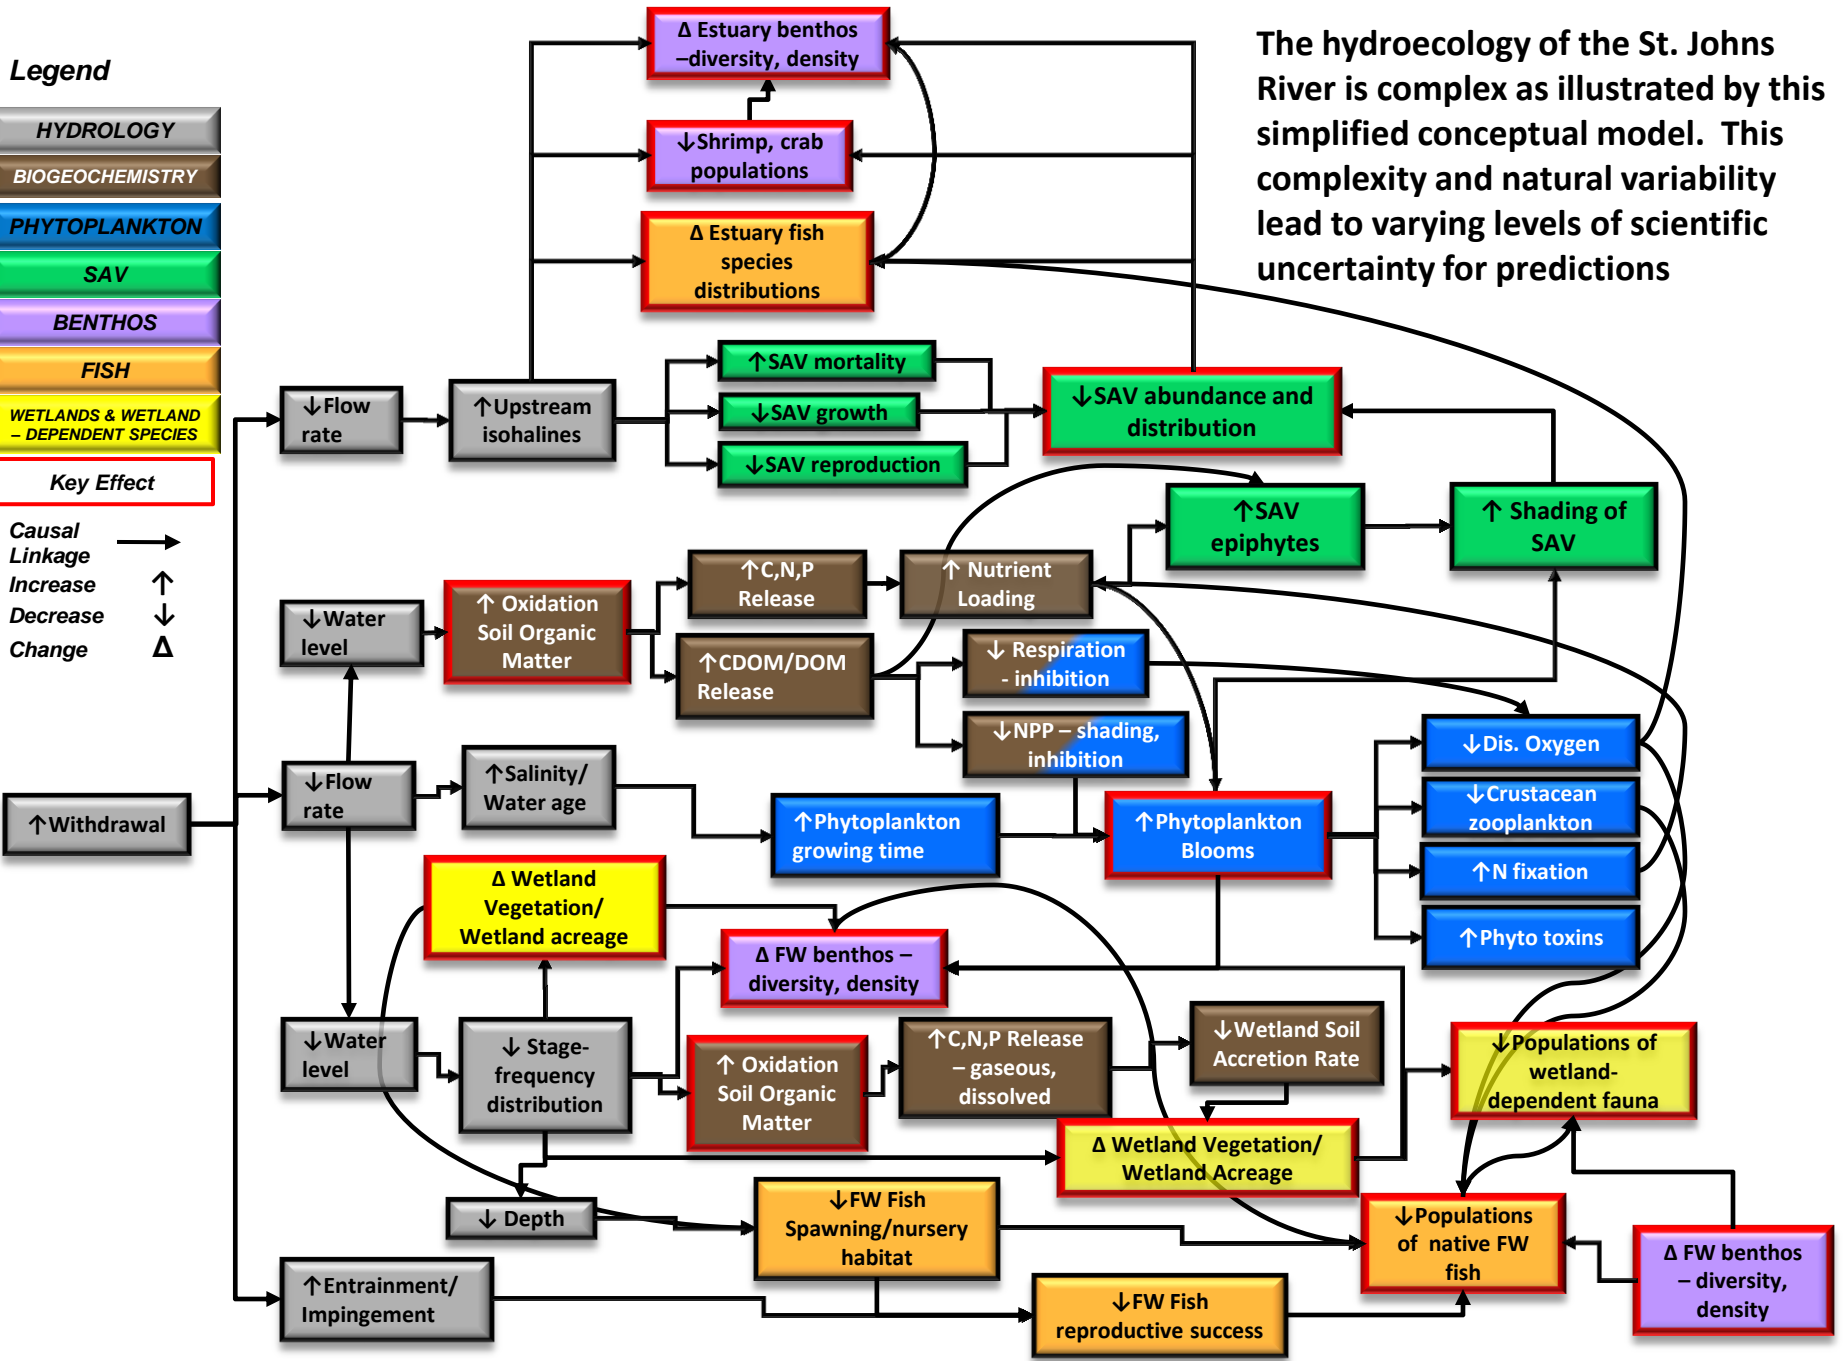 Legend
HYDROLOGY
BIOGEOCHEMISTRY
PHYTOPLANKTON
SAV
BENTHOS
FISH
WETLANDS & WETLAND
– DEPENDENT SPECIES
Key Effect
Causal
Linkage
Increase ↑
Decrease ↓
Change Δ
The hydroecology of the St. Johns
River is complex as illustrated by this
simplified conceptual model. This
complexity and natural variability
lead to varying levels of scientific
uncertainty for predictions
Δ Estuary benthos
–diversity, density
↓Shrimp, crab
populations
Δ Estuary fish
species
distributions
↑SAV mortality
↓SAV growth
↓SAV reproduction
↓Flow
rate
↑Upstream
isohalines
↓SAV abundance and
distribution
↑SAV
epiphytes
↑ Shading of
SAV
↑C,N,P
Release
↑ Nutrient
Loading
↓Water
level
↑ Oxidation
Soil Organic
Matter
↑CDOM/DOM
Release
↓ Respiration
- inhibition
↓NPP – shading,
inhibition
↓Dis. Oxygen
↓Crustacean
zooplankton
↑N fixation
↑Phyto toxins
↑Withdrawal
↓Flow
rate
↑Salinity/
Water age
↑Phytoplankton
growing time
↑Phytoplankton
Blooms
Δ Wetland
Vegetation/
Wetland acreage
Δ FW benthos –
diversity, density
↓Water
level
↓ Stage-
frequency
distribution
↑ Oxidation
Soil Organic
Matter
↑C,N,P Release
– gaseous,
dissolved
↓Wetland Soil
Accretion Rate
↓Populations of
wetland-
dependent fauna
Δ Wetland Vegetation/
Wetland Acreage
↓ Depth
↓FW Fish
Spawning/nursery
habitat
↓Populations
of native FW
fish
Δ FW benthos
– diversity,
density
↑Entrainment/
Impingement
↓FW Fish
reproductive success